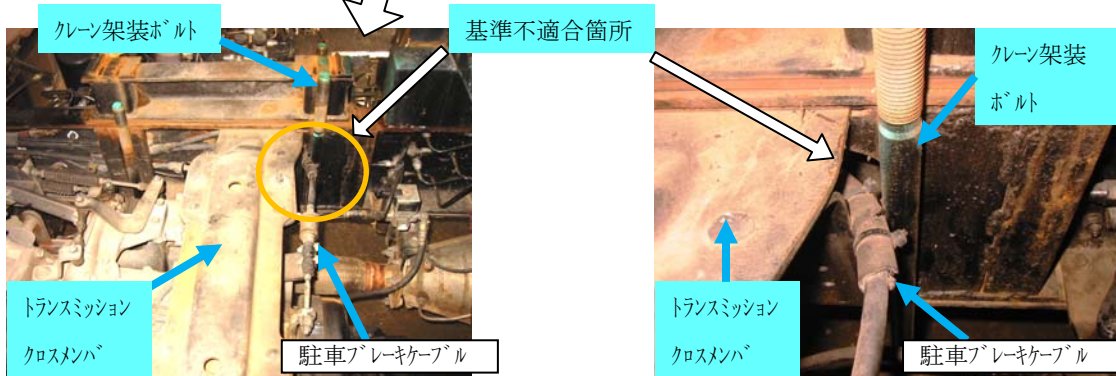 クレーン架装ボルト
基準不適合箇所
クレーン架装
ボルト
トランスミッション
クロスメンバ
駐車ブレーキケーブル
トランスミッション
クロスメンバ
駐車ブレーキケーブル